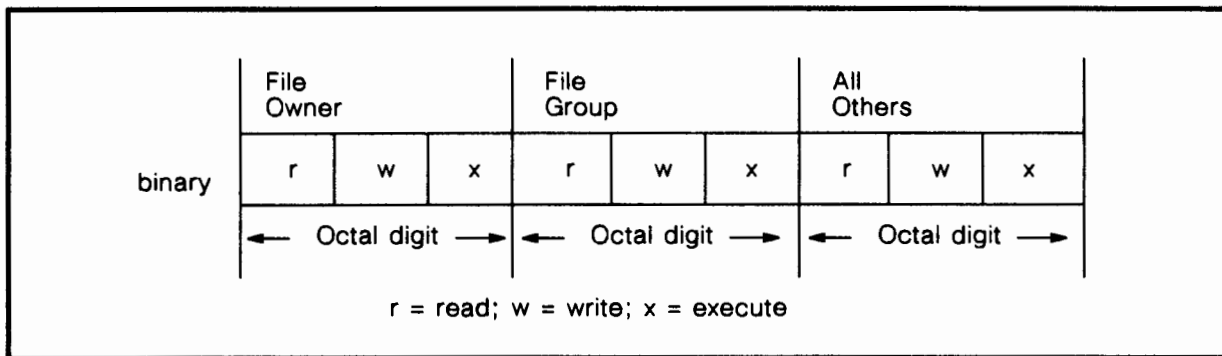 File Owner
File Group
All Others
binary
r w x r w x r w x
Octal digit Octal digit Octal digit
r = read; w = write; x = execute